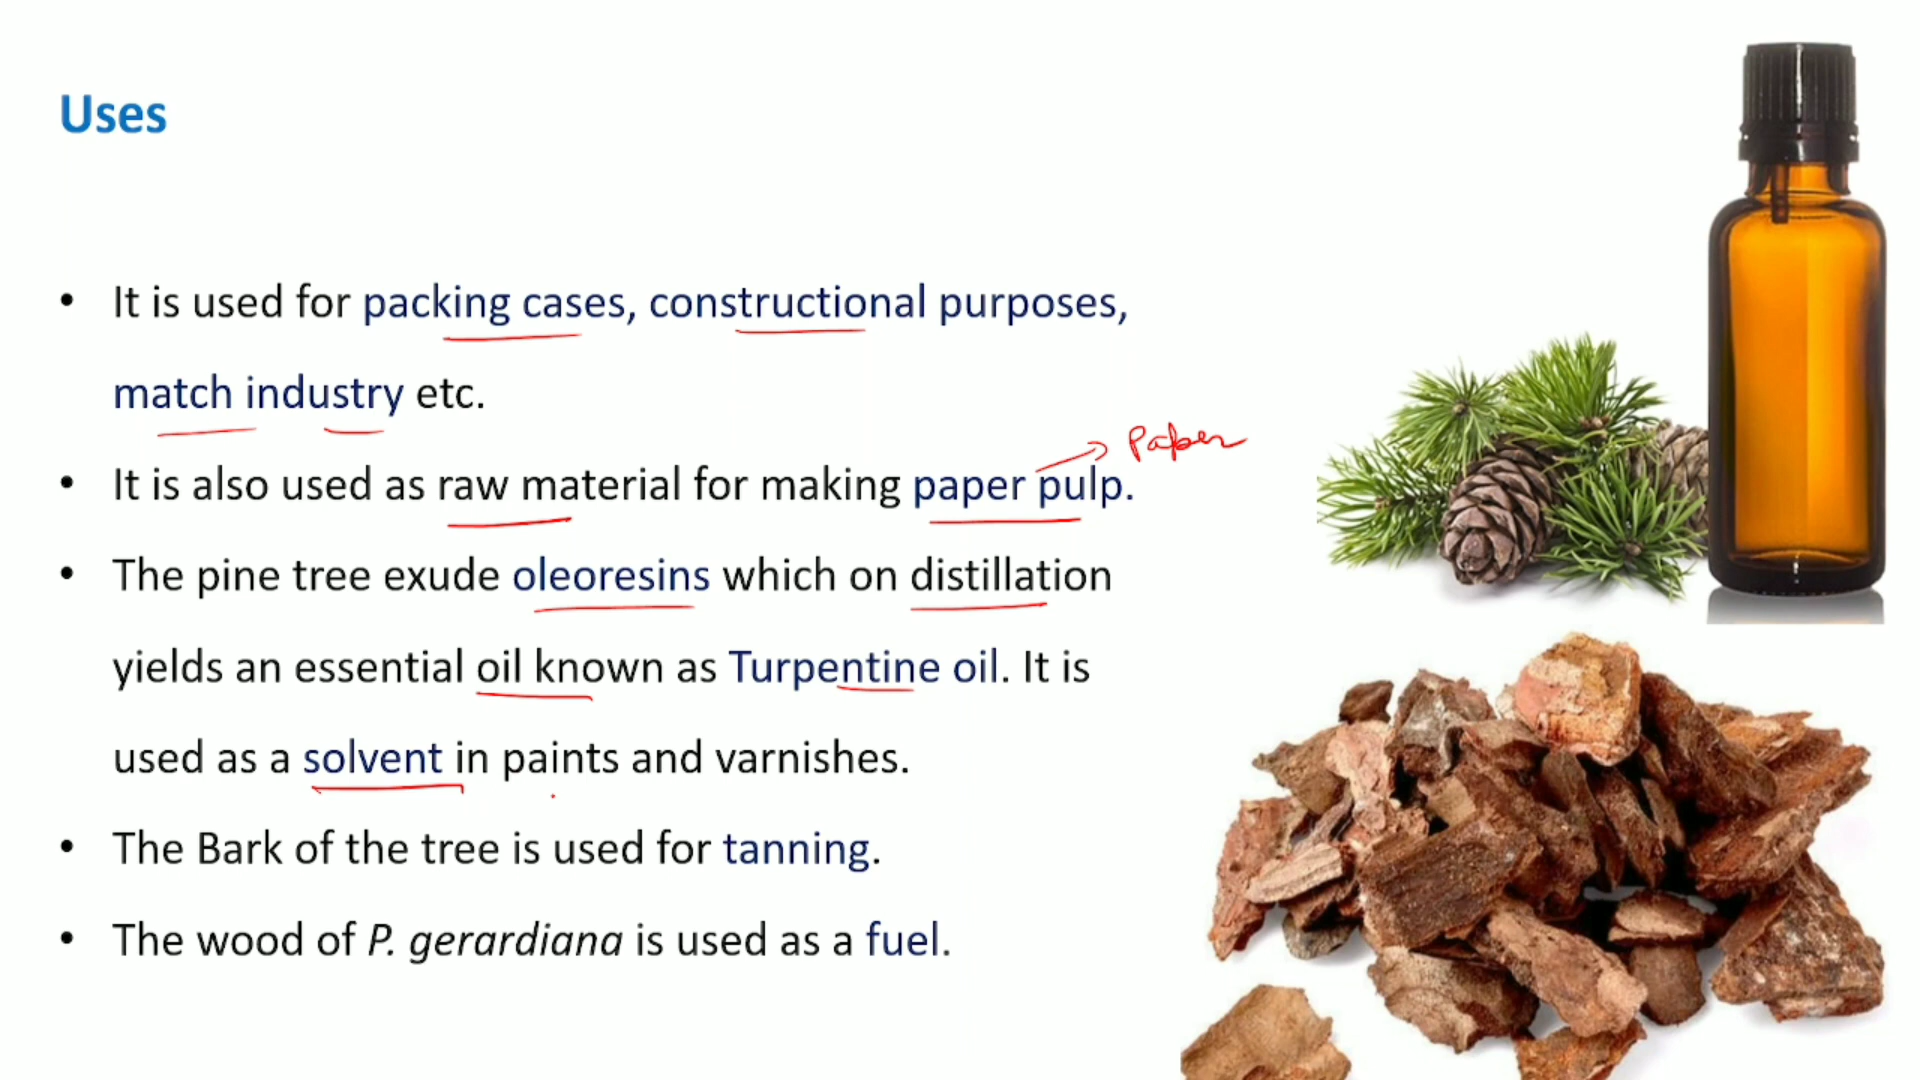 Uses
• It is used for packing cases, constructional purposes,
match industry etc.
Paper
• It is also used as raw material for making paper pulp.
• The pine tree exude oleoresins which on distillation
yields an essential oil known as Turpentine oil. It is
used as a solvent in paints and varnishes.
• The Bark of the tree is used for tanning.
• The wood of P. gerardiana is used as a fuel.